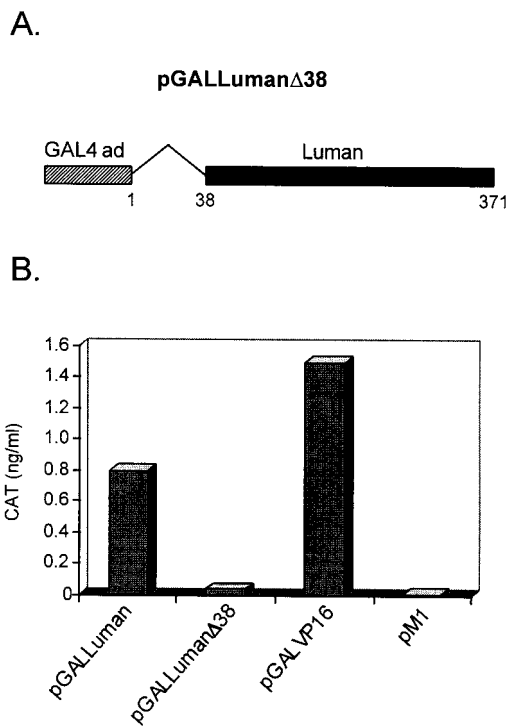 A.
pGALLumanΔ38
GAL4 ad
Luman
1
38
371
B.
CAT (ng/ml)
1.6
1.4
1.2
1.0
0.8
0.6
0.4
0.2
0
pGALLuman
pGALLumanΔ38
pGALVP16
pM1